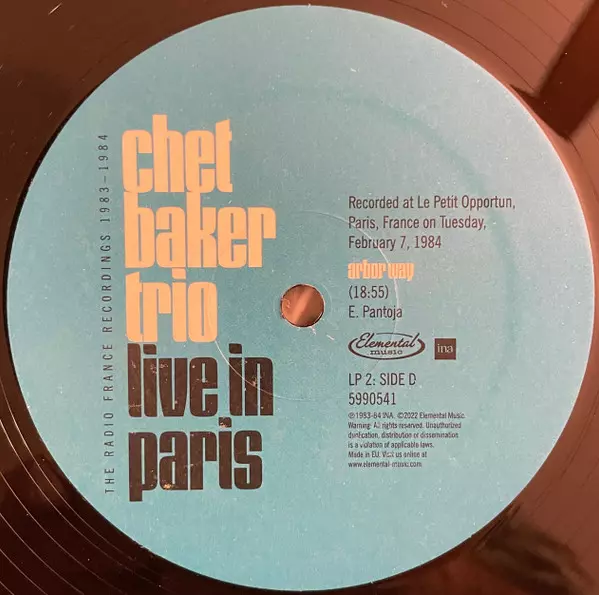 THE RADIO FRANCE RECORDINGS 1983–1984
chet
baker
trio
live in
paris
Recorded at Le Petit Opportun,
Paris, France on Tuesday,
February 7, 1984
arbor way
(18:55)
E. Pantoja
Elemental
music
ina
LP 2: SIDE D
5990541
℗1983-84 INA. ©2022 Elemental Music.
Warning: All rights reserved. Unauthorized
duplication, distribution or dissemination
is a violation of applicable laws.
Made in EU. Visit us online at
www.elemental-music.com